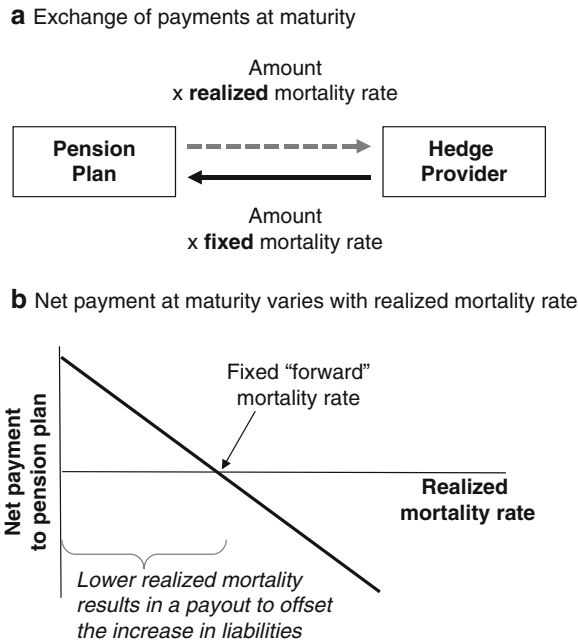 a Exchange of payments at maturity
Amount
x realized mortality rate
Pension
Plan
Hedge
Provider
Amount
x fixed mortality rate
b Net payment at maturity varies with realized mortality rate
Fixed “forward”
mortality rate
Net payment
to pension plan
Realized
mortality rate
Lower realized mortality
results in a payout to offset
the increase in liabilities